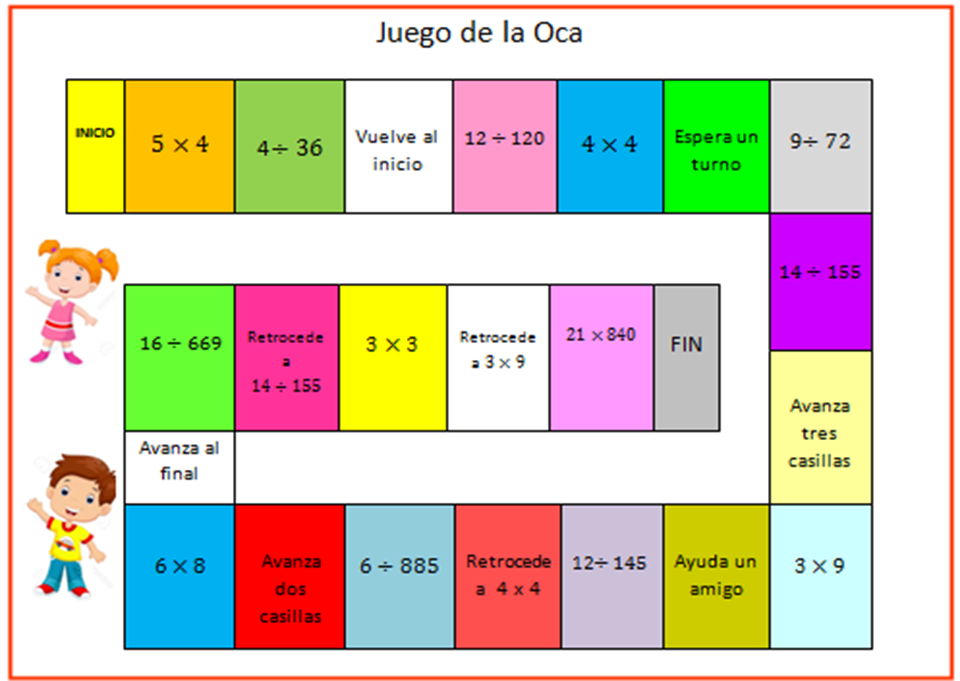 Juego de la Oca
INICIO
5 × 4
4÷ 36
Vuelve al
inicio
12 ÷ 120
4 × 4
Espera un
turno
9÷ 72
14 ÷ 155
Avanza
tres
casillas
3 × 9
Ayuda un
amigo
12÷ 145
Retrocede
a 4 x 4
6 ÷ 885
Avanza
dos
casillas
6 × 8
Avanza al
final
16 ÷ 669
Retrocede
a
14 ÷ 155
3 × 3
Retrocede
a 3 × 9
21 ×840
FIN